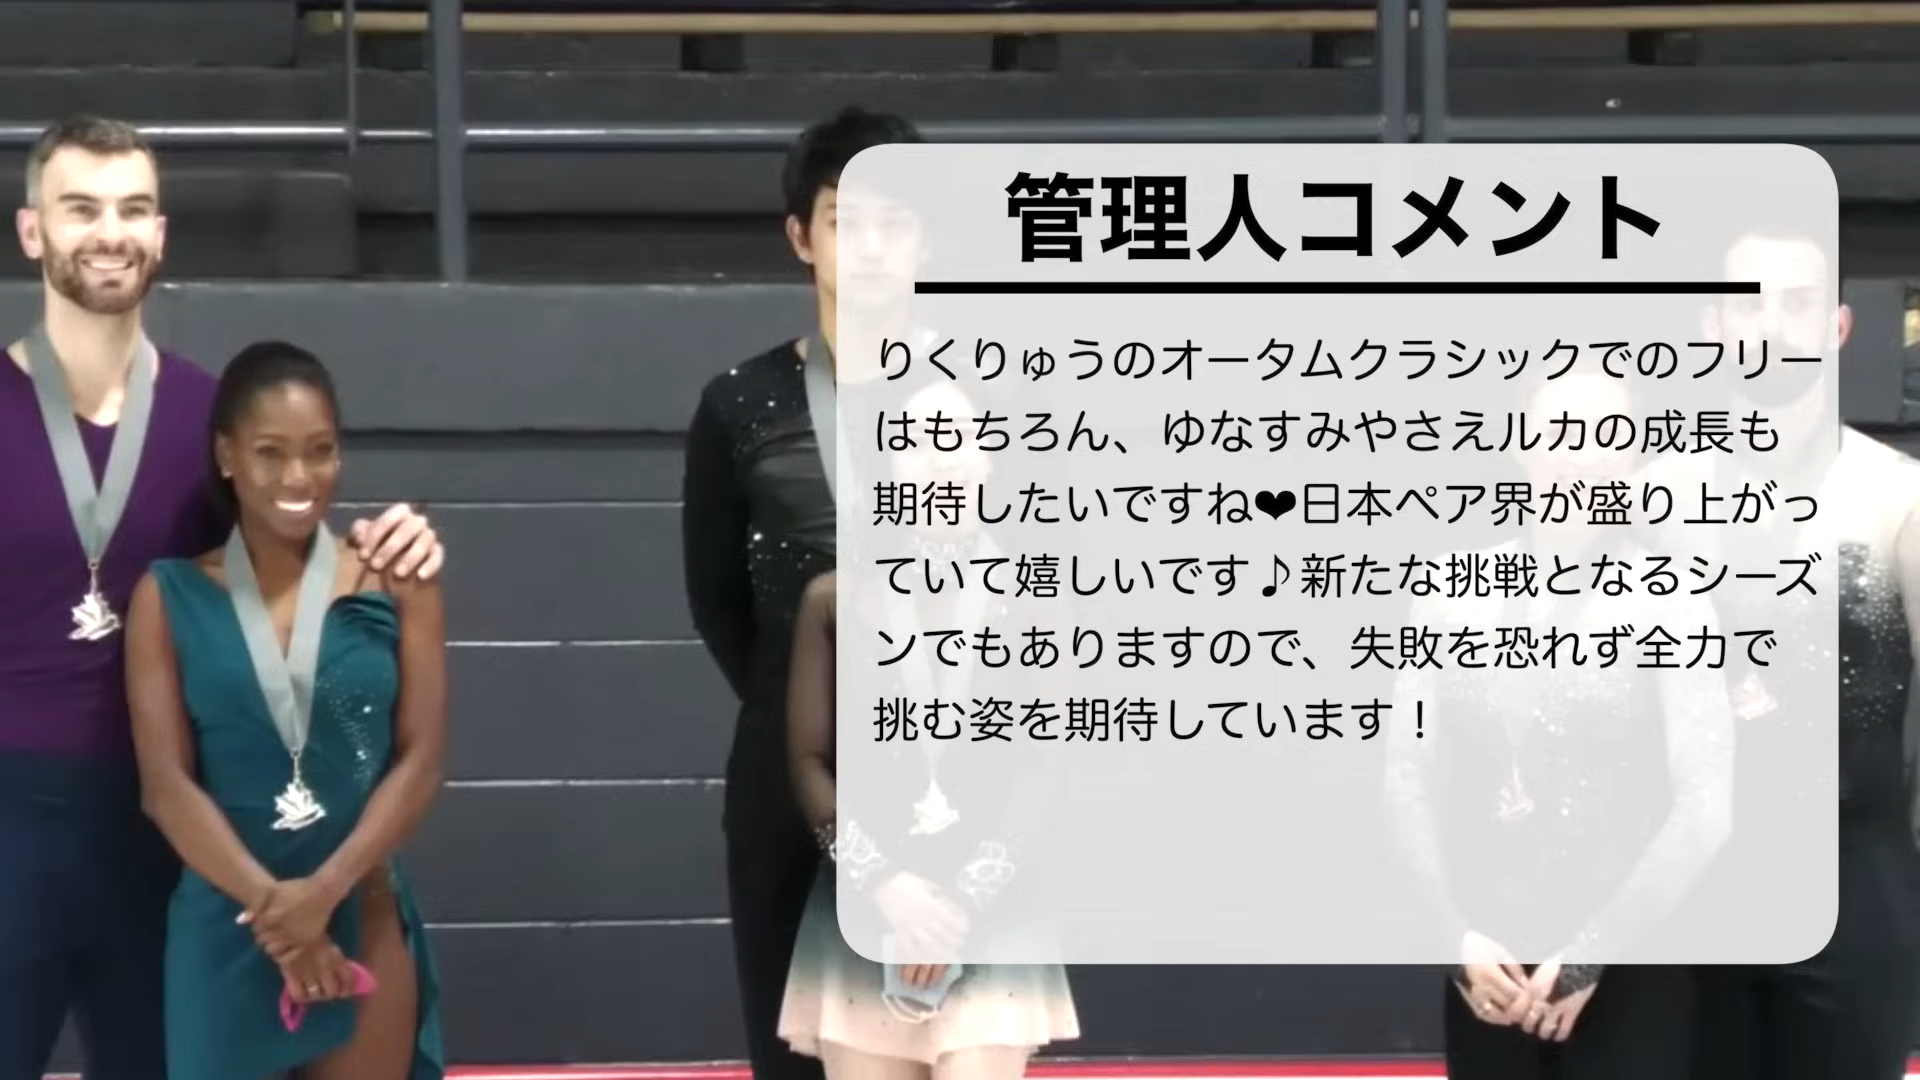 管理人コメント
りくりゅうのオータムクラシックでのフリー
はもちろん、ゆなすみやさえルカの成長も
期待したいですね❤日本ペア界が盛り上がっ
ていて嬉しいです♪新たな挑戦となるシーズ
ンでもありますので、失敗を恐れず全力で
挑む姿を期待しています！